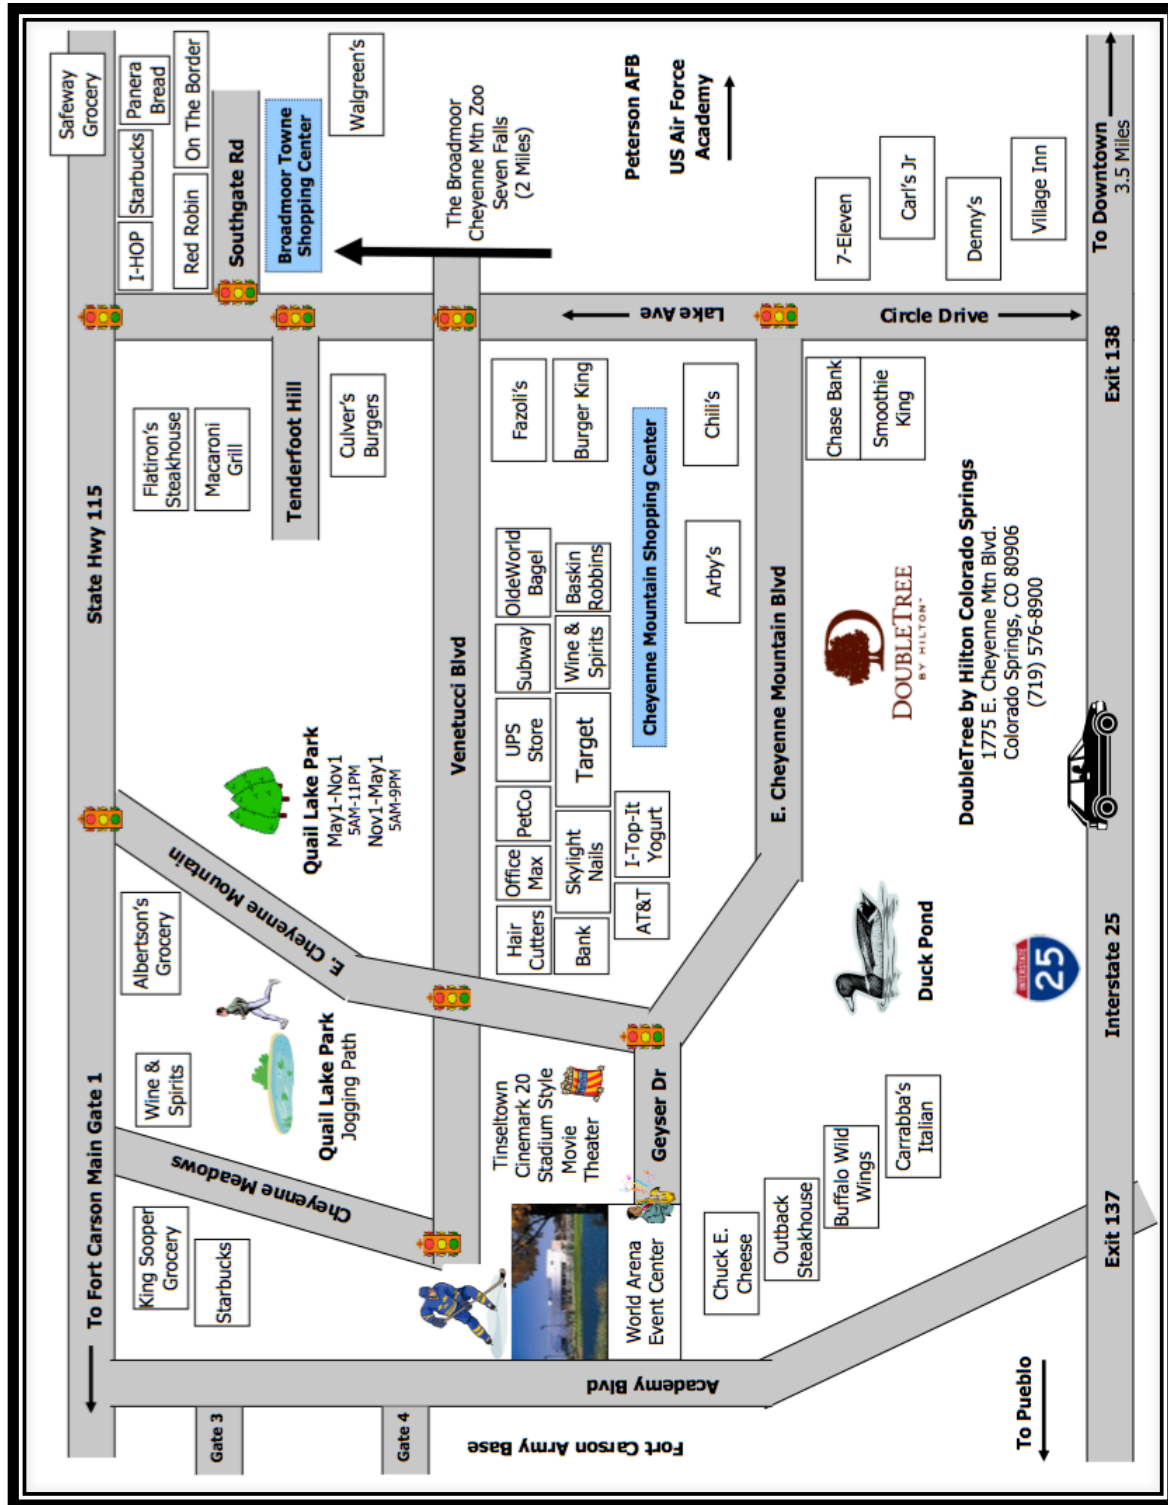 Safeway
Grocery
Panera
Bread
Starbucks
I-HOP
On The Border
Red Robin
Southgate Rd
Broadmoor Towne
Shopping Center
Walgreen's
The Broadmoor
Cheyenne Mtn Zoo
Seven Falls
(2 Miles)
Peterson AFB
US Air Force
Academy
7-Eleven
Carl's Jr
Denny's
Village Inn
To Downtown
3.5 Miles
Lake Ave
Circle Drive
Exit 138
State Hwy 115
Flatiron's
Steakhouse
Macaroni
Grill
Tenderfoot Hill
Culver's
Burgers
Venetucci Blvd
Fazoli's
Burger King
Cheyenne Mountain Shopping Center
Chili's
Arby's
Chase Bank
Smoothie
King
OldeWorld
Bagel
Baskin
Robbins
Subway
Wine &
Spirits
UPS
Store
Target
PetCo
Office
Max
Skylight
Nails
I-Top-It
Yogurt
Hair
Cutters
Bank
AT&T
E. Cheyenne Mountain Blvd
DOUBLETREE
BY HILTON™
DoubleTree by Hilton Colorado Springs
1775 E. Cheyenne Mtn Blvd.
Colorado Springs, CO 80906
(719) 576-8900
Quail Lake Park
May1-Nov1
5AM-11PM
Nov1-May1
5AM-9PM
E. Cheyenne Mountain
Albertson's
Grocery
Wine &
Spirits
Quail Lake Park
Jogging Path
Duck Pond
INTERSTATE
25
Interstate 25
To Fort Carson Main Gate 1
Cheyenne Meadows
King Sooper
Grocery
Starbucks
Tinseltown
Cinemark 20
Stadium Style
Movie
Theater
Geyser Dr
World Arena
Event Center
Chuck E.
Cheese
Outback
Steakhouse
Buffalo Wild
Wings
Carrabba's
Italian
Exit 137
Academy Blvd
Gate 3
Gate 4
Fort Carson Army Base
To Pueblo